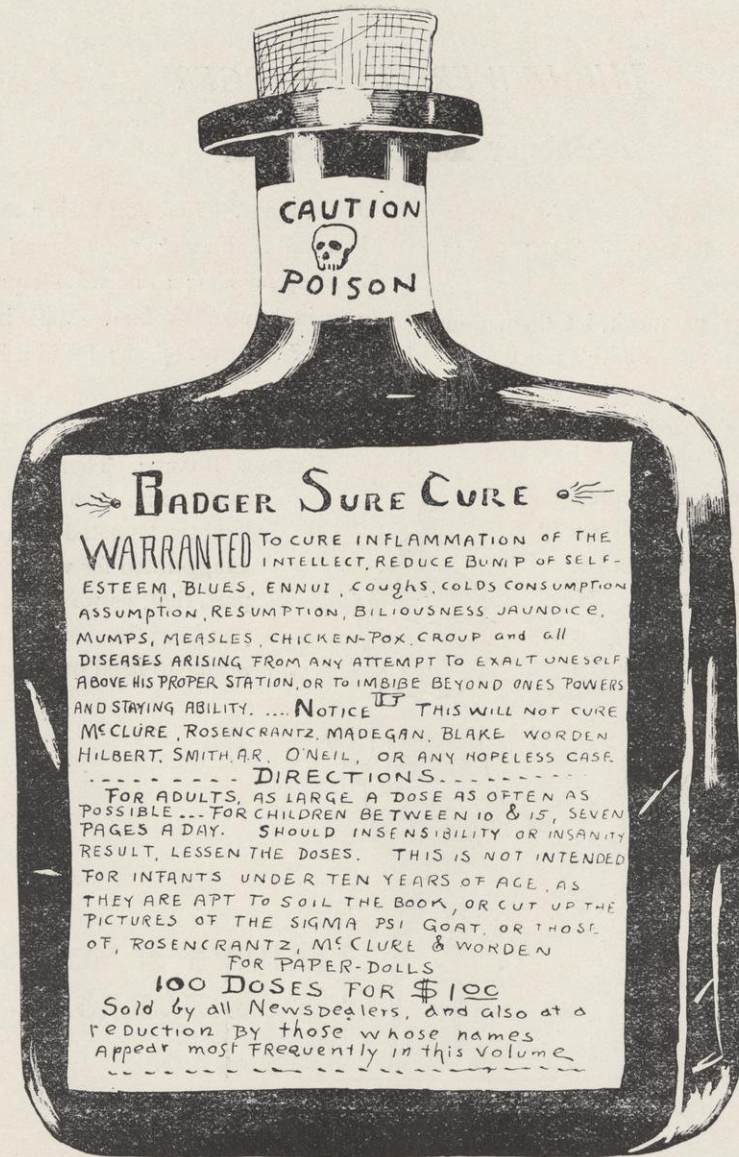 CAUTION
POISON
BADGER SURE CURE
WARRANTED TO CURE INFLAMMATION OF THE
INTELLECT, REDUCE BUMP OF SELF-
ESTEEM, BLUES, ENNUI, COUGHS, COLDS CONSUMPTION
ASSUMPTION, RESUMPTION, BILIOUSNESS JAUNDICE,
MUMPS, MEASLES, CHICKEN-POX, CROUP and all
DISEASES ARISING FROM ANY ATTEMPT TO EXALT ONESELF
ABOVE HIS PROPER STATION, OR TO IMBIBE BEYOND ONES POWERS
AND STAYING ABILITY. .... NOTICE THIS WILL NOT CURE
McCLURE, ROSENCRANTZ, MADEGAN, BLAKE WORDEN
HILBERT, SMITH, A.R. O'NEIL, OR ANY HOPELESS CASE.
DIRECTIONS
FOR ADULTS, AS LARGE A DOSE AS OFTEN AS
POSSIBLE ... FOR CHILDREN BETWEEN 10 & 15, SEVEN
PAGES A DAY. SHOULD INSENSIBILITY OR INSANITY
RESULT, LESSEN THE DOSES. THIS IS NOT INTENDED
FOR INFANTS UNDER TEN YEARS OF AGE, AS
THEY ARE APT TO SOIL THE BOOK, OR CUT UP THE
PICTURES OF THE SIGMA PSI GOAT, OR THOSE
OF, ROSENCRANTZ, McCLURE & WORDEN
FOR PAPER-DOLLS
100 DOSES FOR $1 00
Sold by all NewsDealers, and also at a
reDuction By those whose names
Appear most Frequently in this Volume